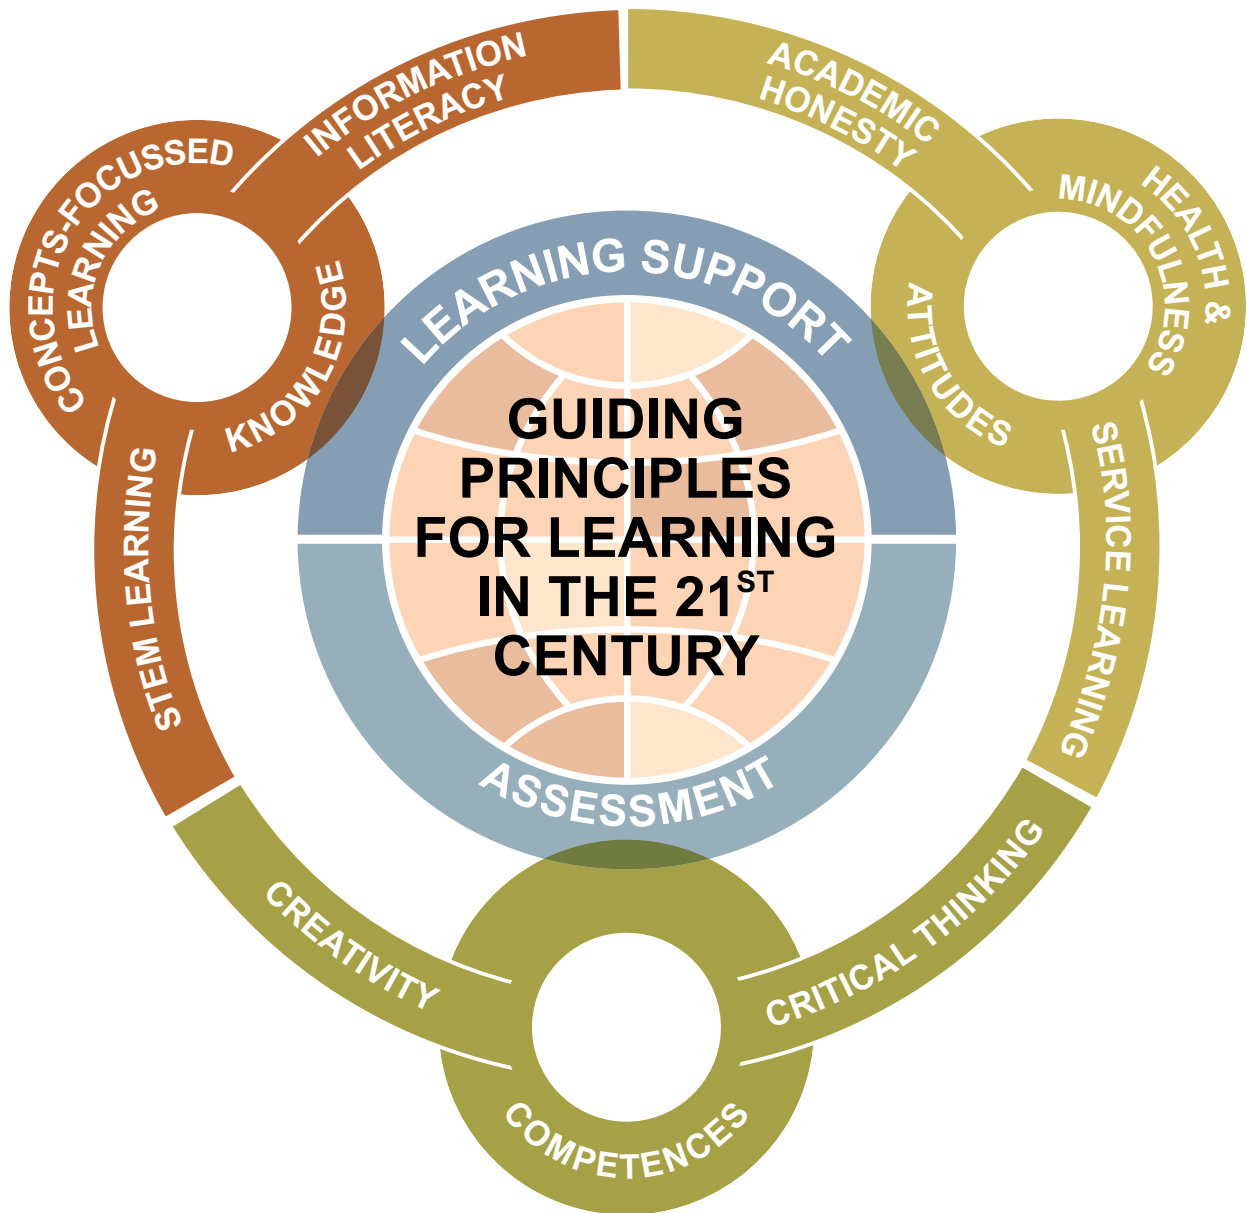 INFORMATION
LITERACY
ACADEMIC
HONESTY
CONCEPTS-FOCUSSED
LEARNING
KNOWLEDGE
HEALTH &
MINDFULNESS
ATTITUDES
LEARNING SUPPORT
GUIDING
PRINCIPLES
FOR LEARNING
IN THE 21ST
CENTURY
ASSESSMENT
STEM LEARNING
SERVICE LEARNING
CREATIVITY
CRITICAL THINKING
COMPETENCES